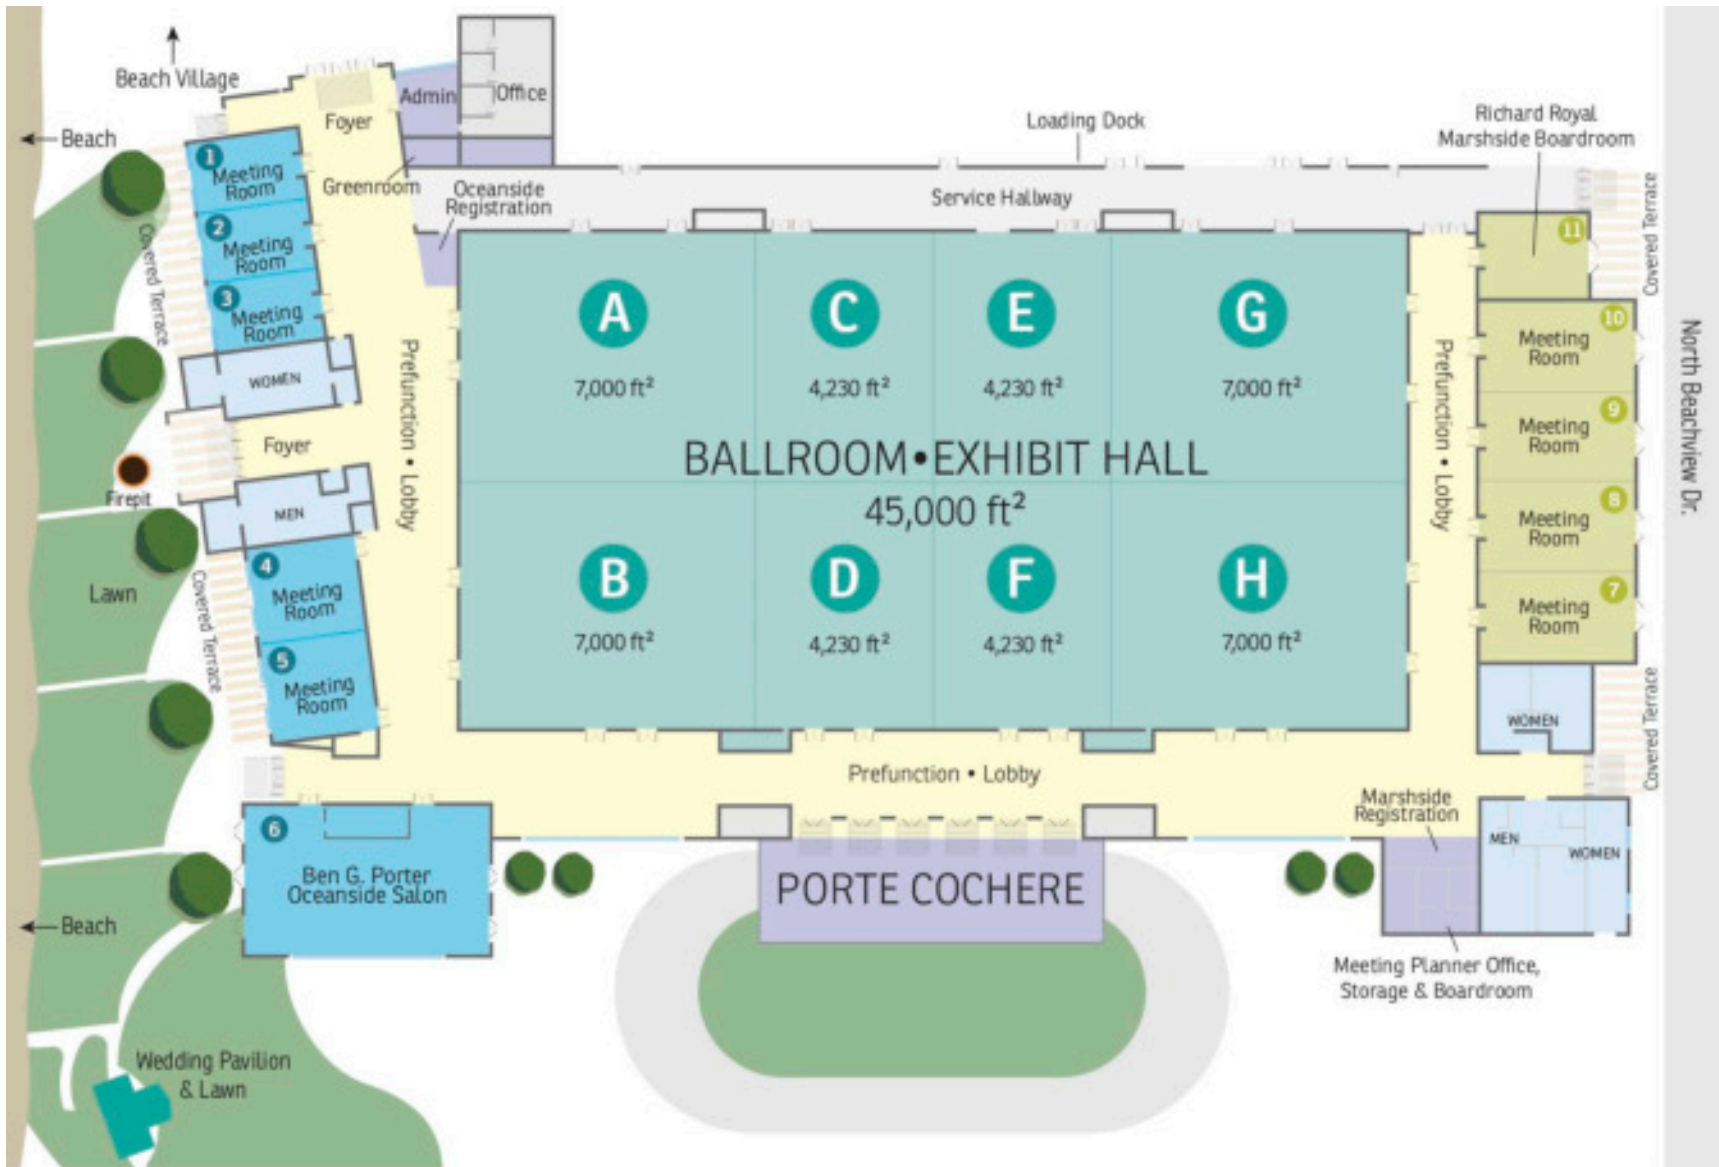 Beach Village
Beach
Foyer
Admin
Office
Greenroom
Oceanside
Registration
Loading Dock
Service Hallway
Richard Royal
Marshside Boardroom
1
Meeting
Room
2
Meeting
Room
3
Meeting
Room
Covered Terrace
WOMEN
Foyer
Firepit
MEN
Prefunction • Lobby
4
Meeting
Room
5
Meeting
Room
Covered Terrace
Lawn
A
7,000 ft²
C
4,230 ft²
E
4,230 ft²
G
7,000 ft²
BALLROOM•EXHIBIT HALL
45,000 ft²
B
7,000 ft²
D
4,230 ft²
F
4,230 ft²
H
7,000 ft²
Prefunction • Lobby
11
Covered Terrace
10
Meeting
Room
9
Meeting
Room
8
Meeting
Room
7
Meeting
Room
North Beachview Dr.
WOMEN
Covered Terrace
Prefunction • Lobby
Marshside
Registration
MEN
WOMEN
6
Ben G. Porter
Oceanside Salon
PORTE COCHERE
Beach
Meeting Planner Office,
Storage & Boardroom
Wedding Pavilion
& Lawn